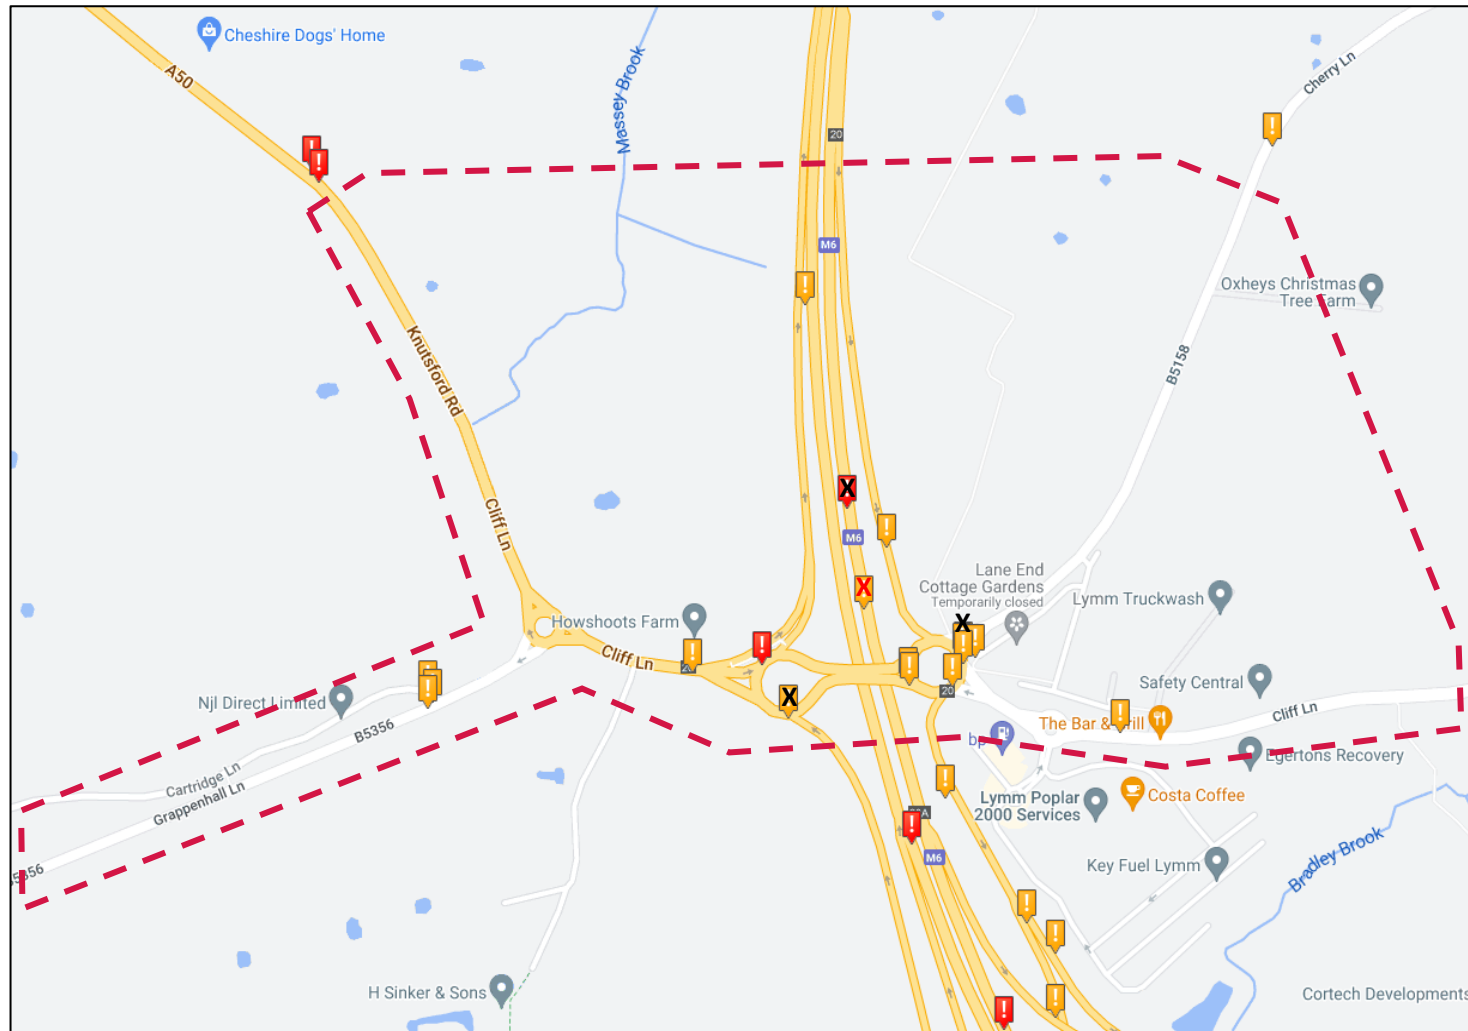 Cheshire Dogs' Home
A50
Massey Brook
Cherry Ln
20
M6
Oxheys Christmas
Tree Farm
Knutsford Rd
B5158
X
Cliff Ln
M6
X
Lane End
Cottage Gardens
Temporarily closed
Lymm Truckwash
Howshoots Farm
X
Cliff Ln
20
Safety Central
Njl Direct Limited
X
Cliff Ln
The Bar & Grill
B5356
bp
Egertons Recovery
Cartridge Ln
Grappenhall Ln
Lymm Poplar
2000 Services
Costa Coffee
M6
Key Fuel Lymm
Bradley Brook
H Sinker & Sons
Cortech Developments